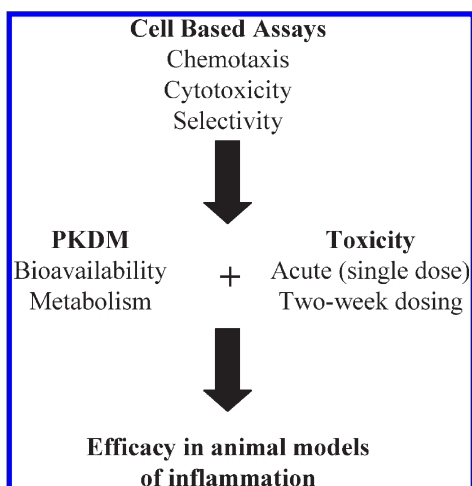 Cell Based Assays
Chemotaxis
Cytotoxicity
Selectivity
PKDM
Bioavailability
Metabolism
+
Toxicity
Acute (single dose)
Two-week dosing
Efficacy in animal models
of inflammation